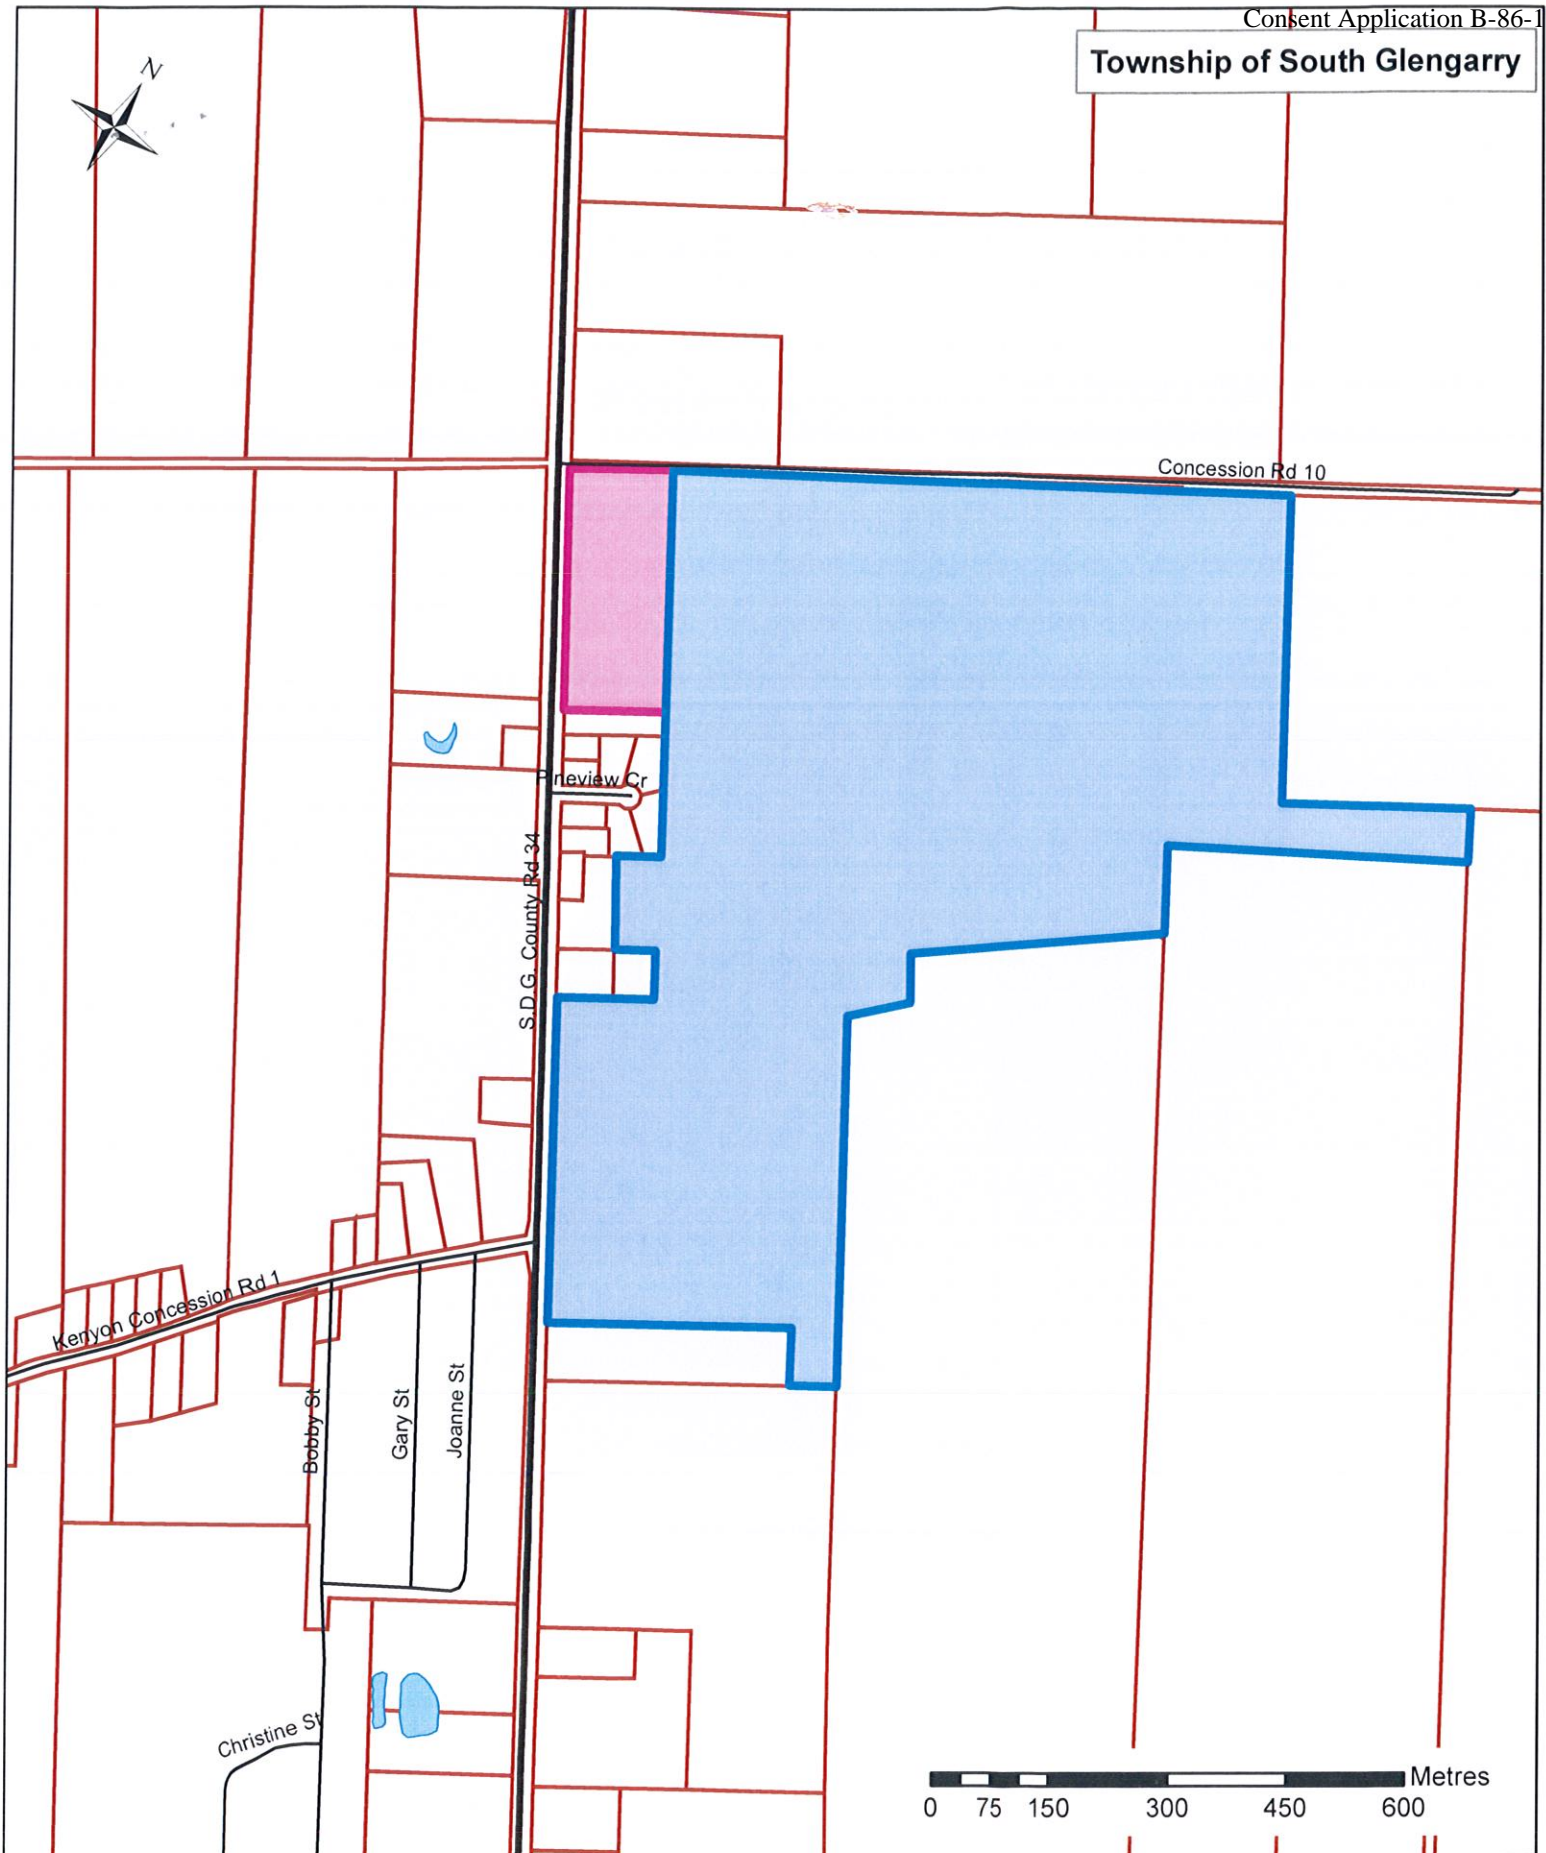 Consent Application B-86-1
Township of South Glengarry
N
Concession Rd 10
Pineview Cr
S.D.G. County Rd 34
Kenyon Concession Rd 1
Bobby St
Gary St
Joanne St
Christine St
Metres
0 75 150 300 450 600